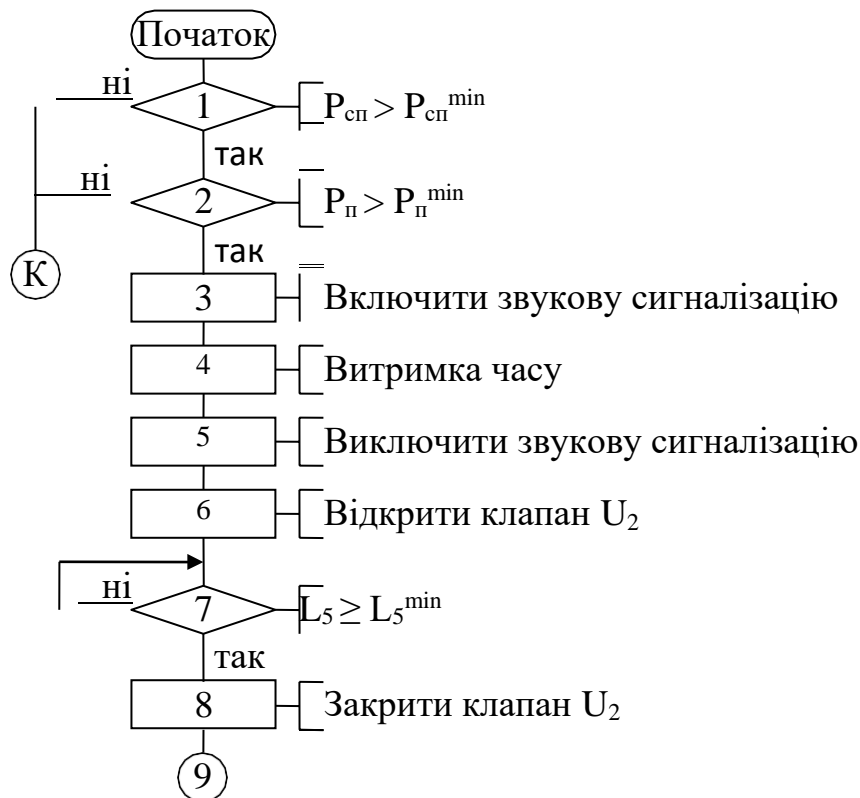 Початок
ні
1
P_сп > P_сп^min
так
ні
2
P_п > P_п^min
так
К
3
Включити звукову сигналізацію
4
Витримка часу
5
Виключити звукову сигналізацію
6
Відкрити клапан U₂
ні
7
L₅ ≥ L₅^min
так
8
Закрити клапан U₂
9